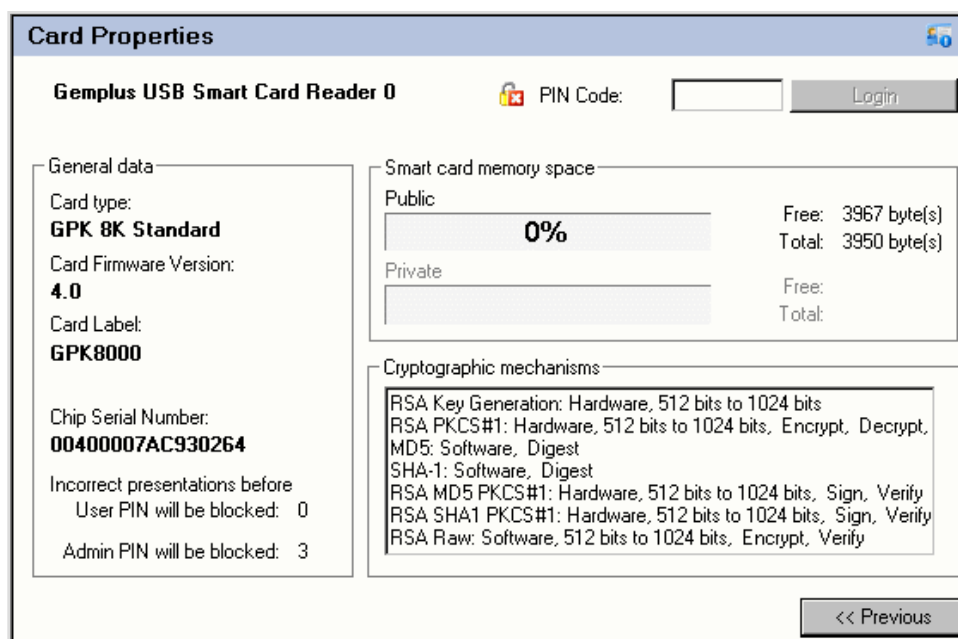 Card Properties
Gemplus USB Smart Card Reader 0
PIN Code:
Login
General data
Card type:
GPK 8K Standard
Card Firmware Version:
4.0
Card Label:
GPK8000
Chip Serial Number:
00400007AC930264
Incorrect presentations before
User PIN will be blocked: 0
Admin PIN will be blocked: 3
Smart card memory space
Public
0%
Free: 3967 byte(s)
Total: 3950 byte(s)
Private
Free:
Total:
Cryptographic mechanisms
RSA Key Generation: Hardware, 512 bits to 1024 bits
RSA PKCS#1: Hardware, 512 bits to 1024 bits, Encrypt, Decrypt,
MD5: Software, Digest
SHA-1: Software, Digest
RSA MD5 PKCS#1: Hardware, 512 bits to 1024 bits, Sign, Verify
RSA SHA1 PKCS#1: Hardware, 512 bits to 1024 bits, Sign, Verify
RSA Raw: Software, 512 bits to 1024 bits, Encrypt, Verify
<< Previous